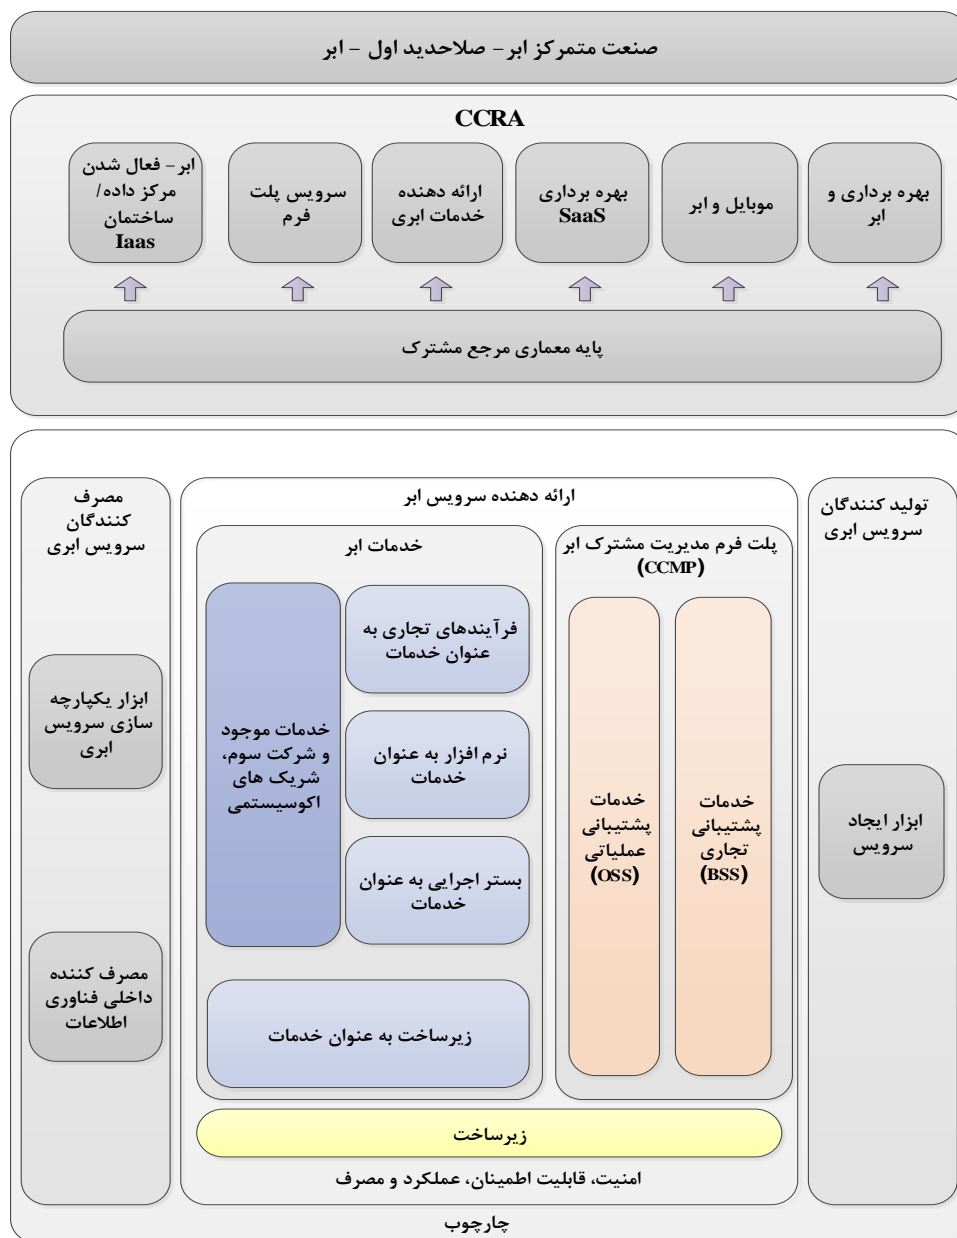 صنعت متمرکز ابر – صلاحدید اول – ابر
CCRA
بهره برداری و
ابر
موبایل و ابر
بهره برداری
SaaS
ارائه دهنده
خدمات ابری
سرویس پلت
فرم
ابر – فعال شدن
مرکز داده/
ساختمان
Iaas
پایه معماری مرجع مشترک
تولید کنندگان
سرویس ابری
ابزار ایجاد
سرویس
ارائه دهنده سرویس ابر
پلت فرم مدیریت مشترک ابر
(CCMP)
خدمات
پشتیبانی
تجاری
(BSS)
خدمات
پشتیبانی
عملیاتی
(OSS)
خدمات ابر
فرآیندهای تجاری به
عنوان خدمات
نرم افزار به عنوان
خدمات
بستر اجرایی به عنوان
خدمات
خدمات موجود
و شرکت سوم،
شریک های
اکوسیستمی
زیرساخت به عنوان خدمات
زیرساخت
امنیت، قابلیت اطمینان، عملکرد و مصرف
مصرف
کنندگان
سرویس ابری
ابزار یکپارچه
سازی سرویس
ابری
مصرف کننده
داخلی فناوری
اطلاعات
چارچوب